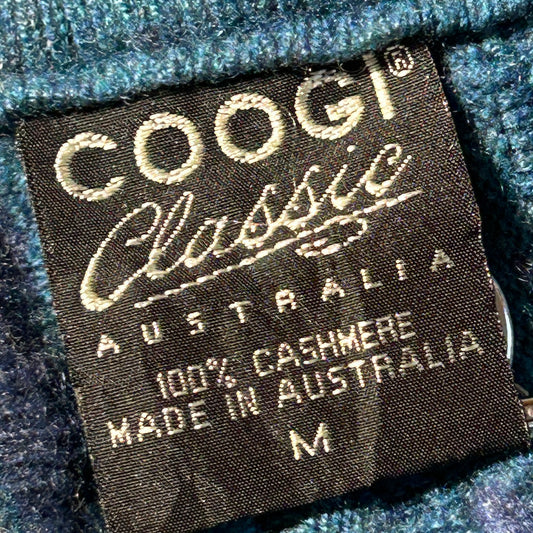 COOGI®
Classic
AUSTRALIA
100% CASHMERE
MADE IN AUSTRALIA
M